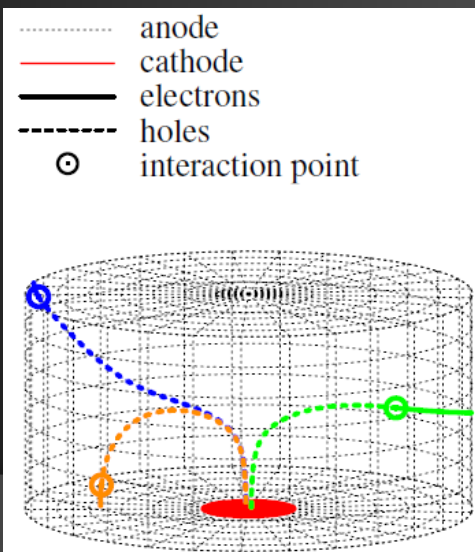 anode
cathode
electrons
holes
interaction point